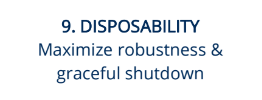 9. DISPOSABILITY
Maximize robustness &
graceful shutdown